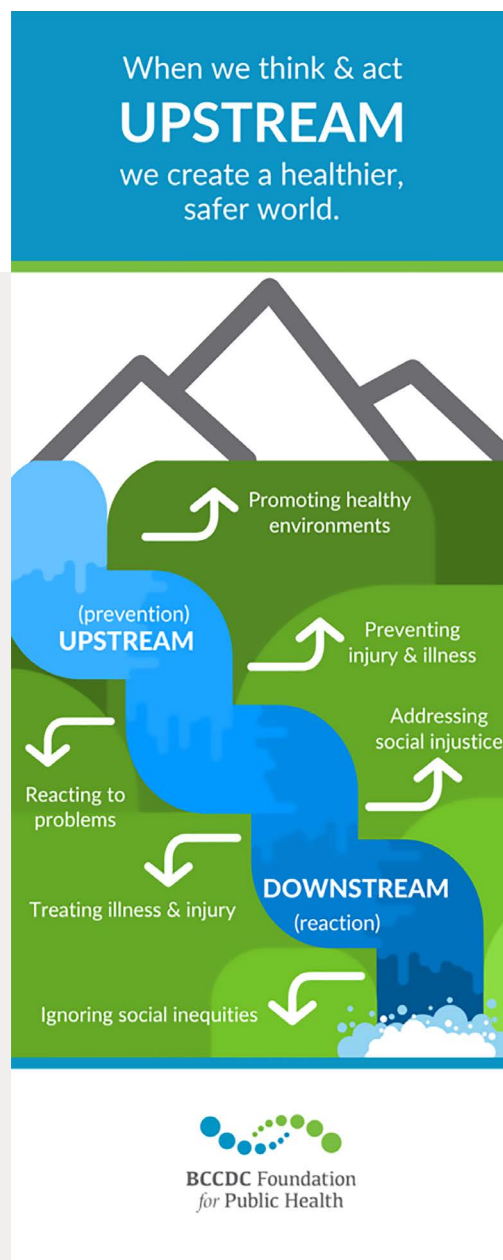 When we think & act
UPSTREAM
we create a healthier,
safer world.
Promoting healthy
environments
(prevention)
UPSTREAM
Preventing
injury & illness
Addressing
social injustice
Reacting to
problems
Treating illness & injury
DOWNSTREAM
(reaction)
Ignoring social inequities
BCCDC Foundation
for Public Health